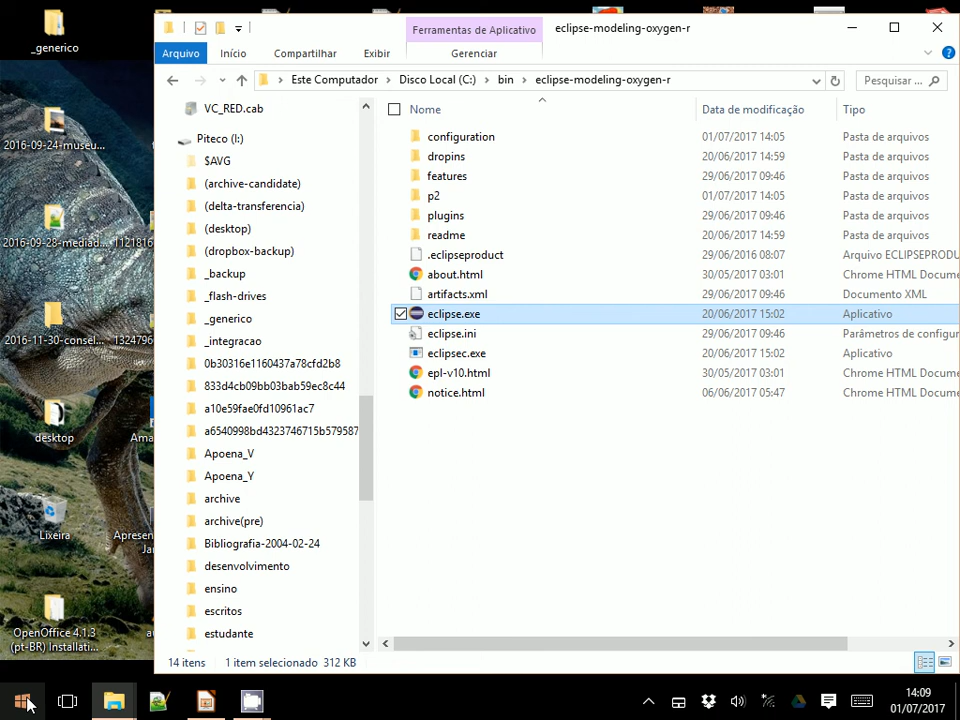 _generico
2016-09-24-museu...
2016-09-28-mediad...
2016-11-30-consel...
desktop
Lixeira
OpenOffice 4.1.3
(pt-BR) Installati...
1121816
1324796
Ama
Apresen
Jan
Ferramentas de Aplicativo
eclipse-modeling-oxygen-r
Arquivo
Início
Compartilhar
Exibir
Gerenciar
Este Computador
Disco Local (C:)
bin
eclipse-modeling-oxygen-r
Pesquisar ...
VC_RED.cab
Piteco (I:)
$AVG
(archive-candidate)
(delta-transferencia)
(desktop)
(dropbox-backup)
_backup
_flash-drives
_generico
_integracao
0b30316e1160437a78cfd2b8
833d4cb09bb03bab59ec8c44
a10e59fae0fd10961ac7
a6540998bd4323746715b579587
Apoena_V
Apoena_Y
archive
archive(pre)
Bibliografia-2004-02-24
desenvolvimento
ensino
escritos
estudante
Nome Data de modificação Tipo
configuration 01/07/2017 14:05 Pasta de arquivos
dropins 20/06/2017 14:59 Pasta de arquivos
features 29/06/2017 09:46 Pasta de arquivos
p2 01/07/2017 14:05 Pasta de arquivos
plugins 29/06/2017 09:46 Pasta de arquivos
readme 20/06/2017 14:59 Pasta de arquivos
.eclipseproduct 29/06/2016 08:07 Arquivo ECLIPSEPRODU
about.html 30/05/2017 03:01 Chrome HTML Docume
artifacts.xml 29/06/2017 09:46 Documento XML
eclipse.exe 20/06/2017 15:02 Aplicativo
eclipse.ini 29/06/2017 09:46 Parâmetros de configur
eclipsec.exe 20/06/2017 15:02 Aplicativo
epl-v10.html 30/05/2017 03:01 Chrome HTML Docume
notice.html 06/06/2017 05:47 Chrome HTML Docume
14 itens 1 item selecionado 312 KB
14:09
01/07/2017